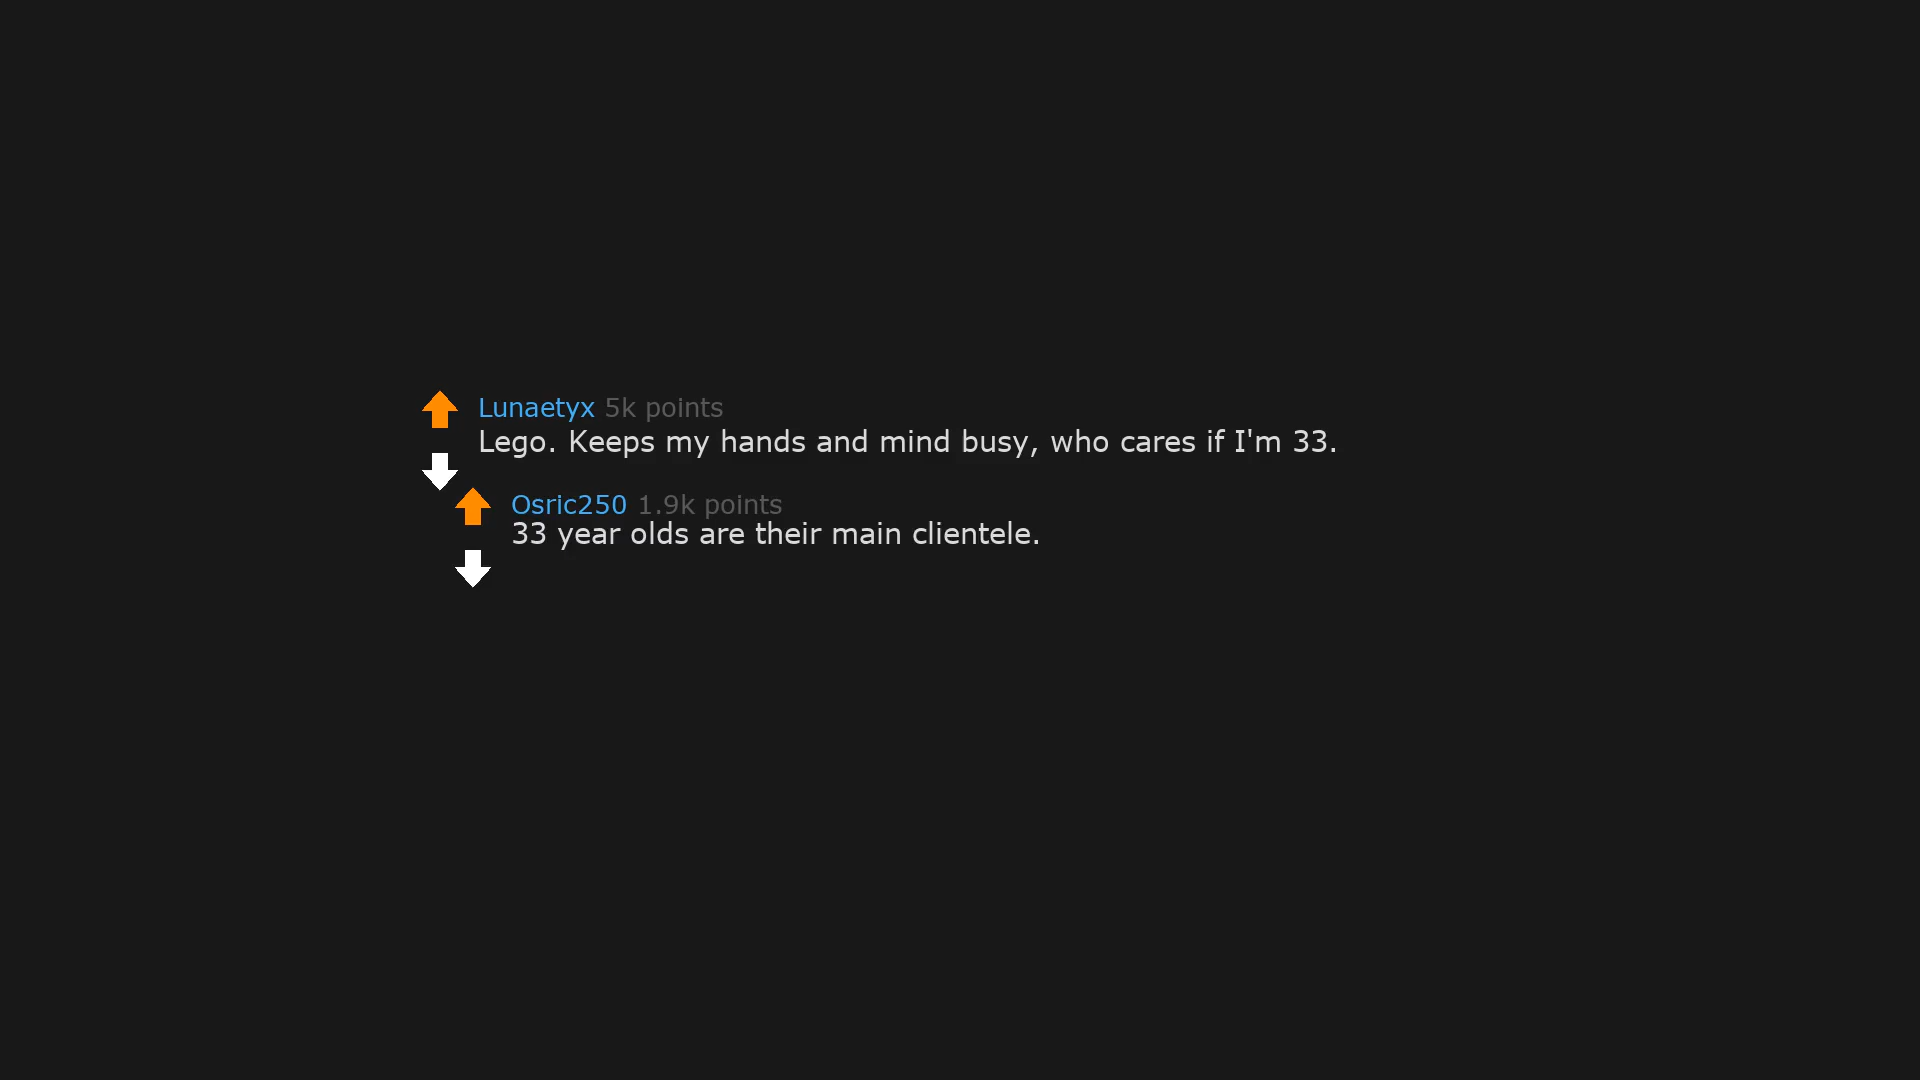 Lunaetyx 5k points
Lego. Keeps my hands and mind busy, who cares if I'm 33.
Osric250 1.9k points
33 year olds are their main clientele.